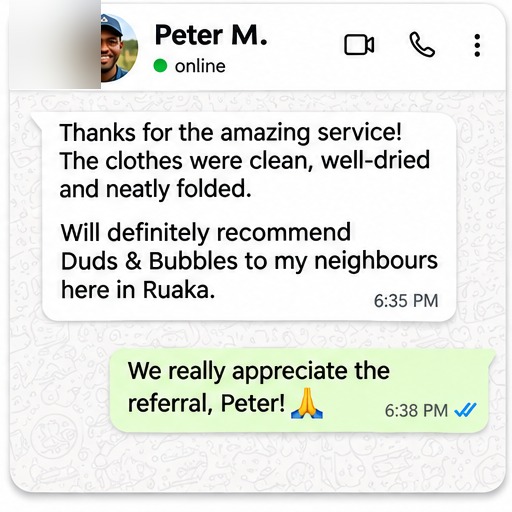 Peter M.
online
Thanks for the amazing service!
The clothes were clean, well-dried
and neatly folded.
Will definitely recommend
Duds & Bubbles to my neighbours
here in Ruaka.
6:35 PM
We really appreciate the
referral, Peter! 🙏
6:38 PM